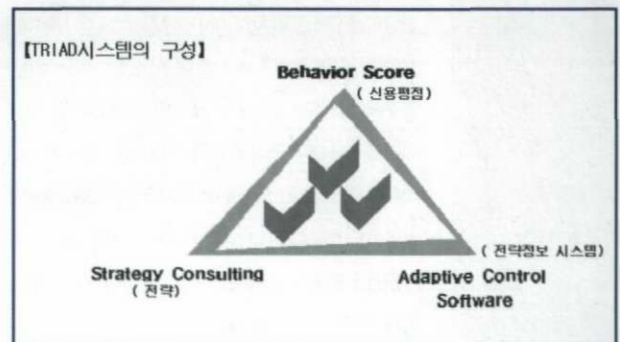 【TRIAD시스템의 구성】
Behavior Score
( 신용평점)
( 전략정보 시스템)
Strategy Consulting
( 전략)
Adaptive Control
Software